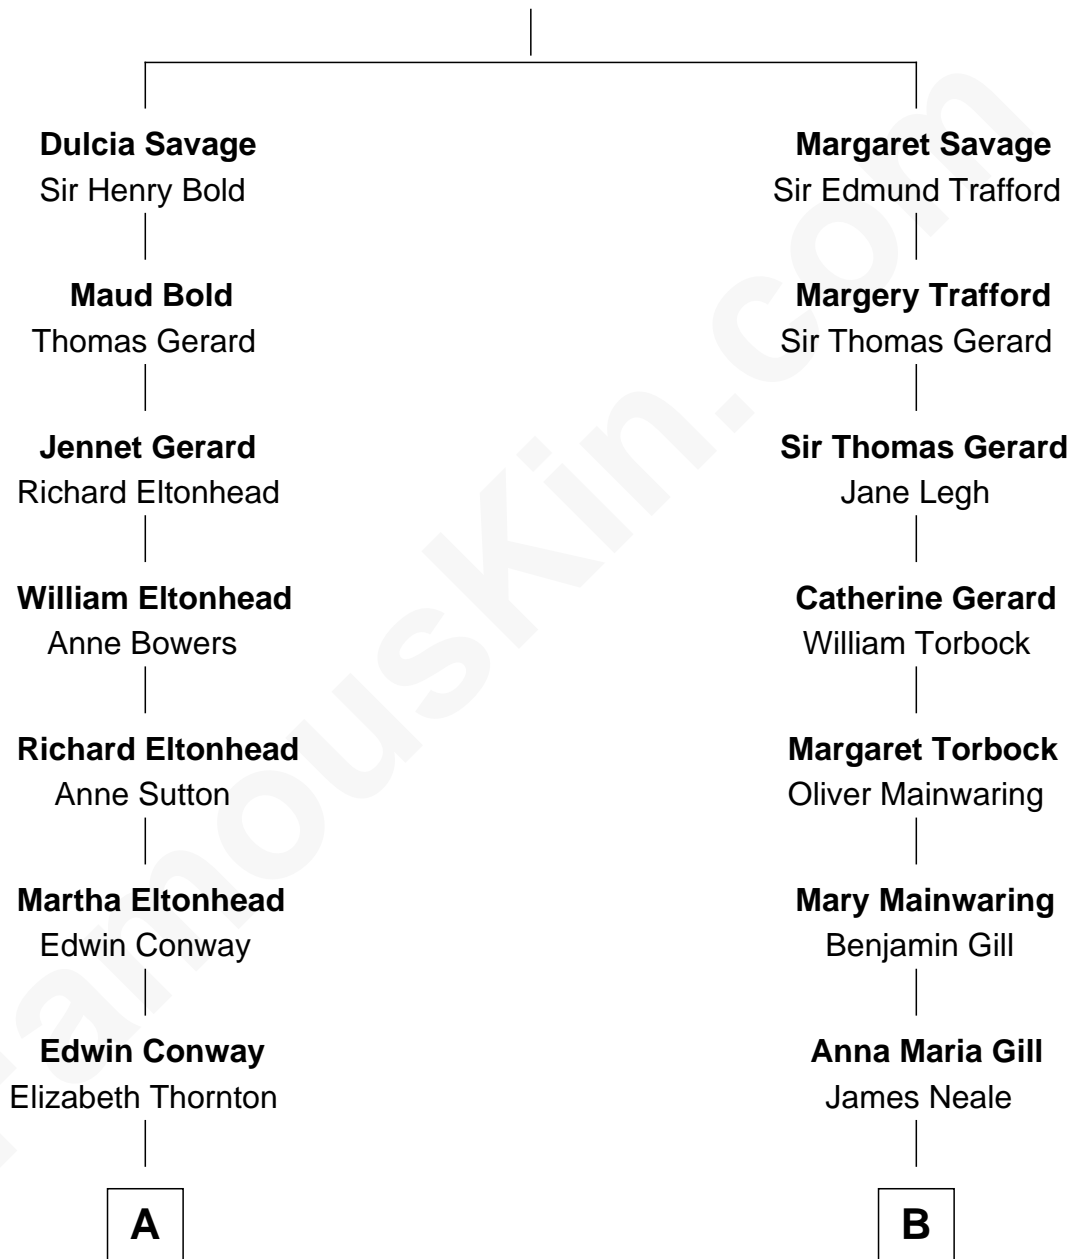 Dulcia Savage
Sir Henry Bold
Maud Bold
Thomas Gerard
Jennet Gerard
Richard Eltonhead
William Eltonhead
Anne Bowers
Richard Eltonhead
Anne Sutton
Martha Eltonhead
Edwin Conway
Edwin Conway
Elizabeth Thornton
A
Margaret Savage
Sir Edmund Trafford
Margery Trafford
Sir Thomas Gerard
Sir Thomas Gerard
Jane Legh
Catherine Gerard
William Torbock
Margaret Torbock
Oliver Mainwaring
Mary Mainwaring
Benjamin Gill
Anna Maria Gill
James Neale
B
FamousKin.com